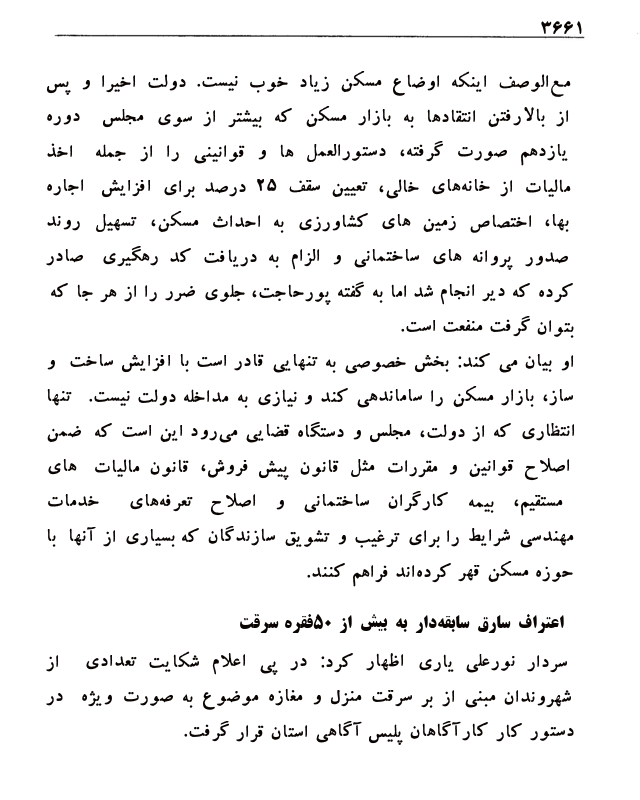 ۳۶۶۱
مع‌الوصف اینکه اوضاع مسکن زیاد خوب نیست. دولت اخیرا و پس
از بالارفتن انتقادها به بازار مسکن که بیشتر از سوی مجلس دوره
یازدهم صورت گرفته، دستورالعمل ها و قوانینی را از جمله اخذ
مالیات از خانه‌های خالی، تعیین سقف ۲۵ درصد برای افزایش اجاره
بها، اختصاص زمین های کشاورزی به احداث مسکن، تسهیل روند
صدور پروانه های ساختمانی و الزام به دریافت کد رهگیری صادر
کرده که دیر انجام شد اما به گفته پورحاجت، جلوی ضرر را از هر جا که
بتوان گرفت منفعت است.
او بیان می کند: بخش خصوصی به تنهایی قادر است با افزایش ساخت و
ساز، بازار مسکن را ساماندهی کند و نیازی به مداخله دولت نیست. تنها
انتظاری که از دولت، مجلس و دستگاه قضایی می‌رود این است که ضمن
اصلاح قوانین و مقررات مثل قانون پیش فروش، قانون مالیات های
مستقیم، بیمه کارگران ساختمانی و اصلاح تعرفه‌های خدمات
مهندسی شرایط را برای ترغیب و تشویق سازندگان که بسیاری از آنها با
حوزه مسکن قهر کرده‌اند فراهم کنند.
اعتراف سارق سابقه‌دار به بیش از ۵۰فقره سرقت
سردار نورعلی یاری اظهار کرد: در پی اعلام شکایت تعدادی از
شهروندان مبنی از بر سرقت منزل و مغازه موضوع به صورت ویژه در
دستور کار کارآگاهان پلیس آگاهی استان قرار گرفت.